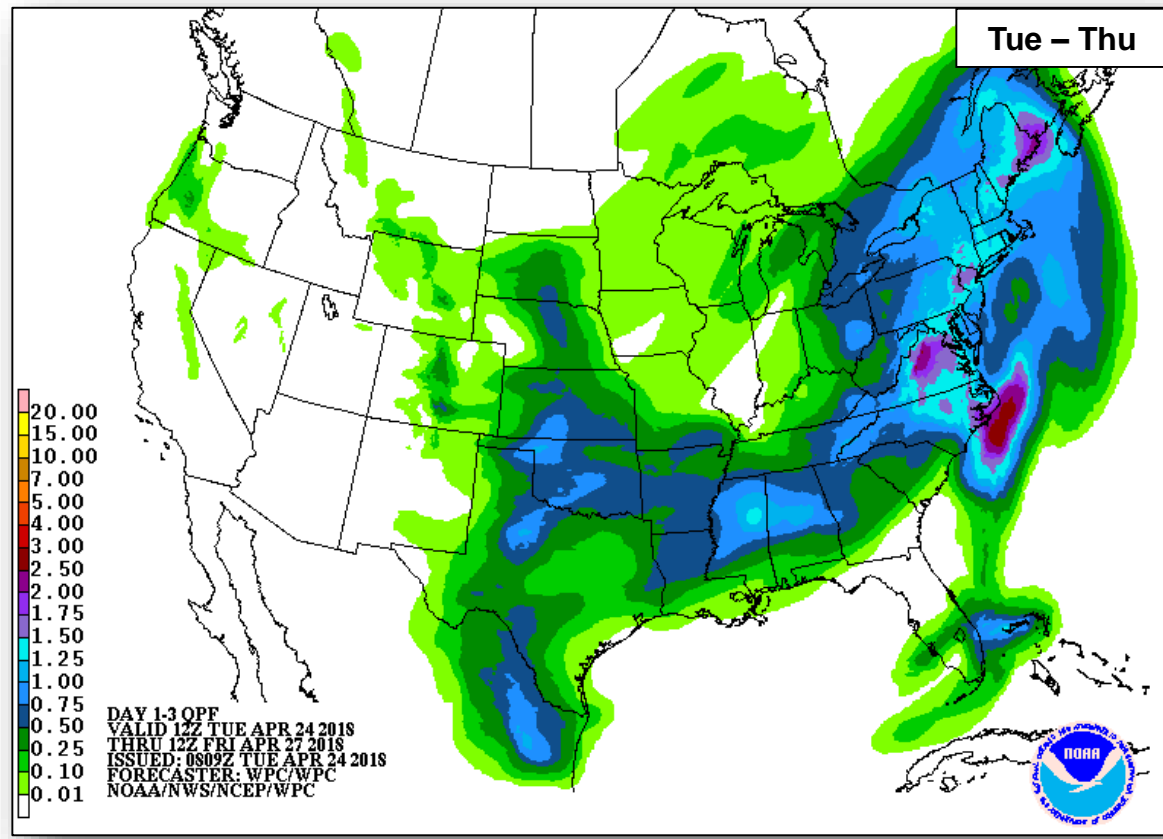 Tue – Thu
20.00
15.00
10.00
7.00
5.00
4.00
3.00
2.50
2.00
1.75
1.50
1.25
1.00
0.75
0.50
0.25
0.10
0.01
DAY 1-3 QPF
VALID 12Z TUE APR 24 2018
THRU 12Z FRI APR 27 2018
ISSUED: 0809Z TUE APR 24 2018
FORECASTER: WPC/WPC
NOAA/NWS/NCEP/WPC
NOAA